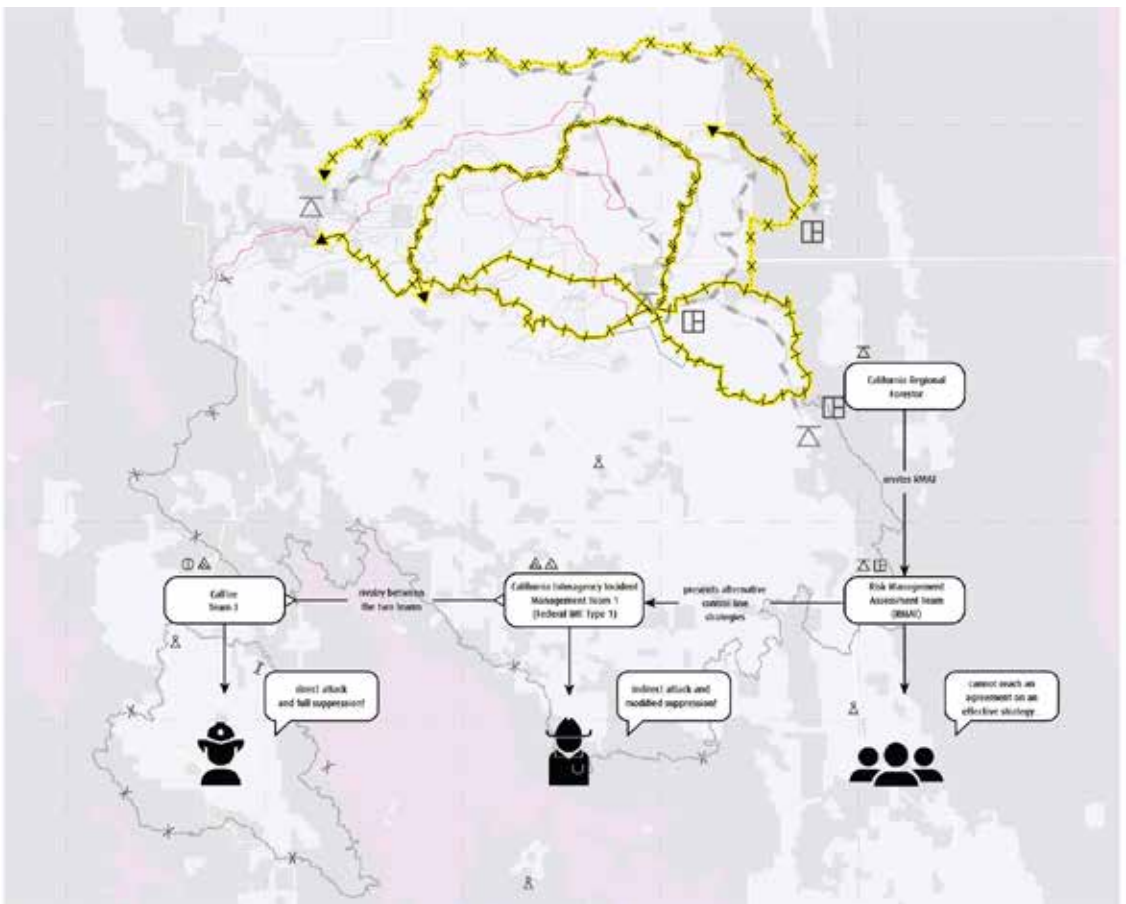 California Regional
Forester
invites RMAT
CalFire
Team 3
rivalry between
the two teams
California Interagency Incident
Management Team 1
(Federal IMT Type 1)
presents alternative
control line
strategies
Risk Management
Assessment Team
(RMAT)
direct attack
and full suppression!
indirect attack and
modified suppression!
cannot reach an
agreement on an
effective strategy